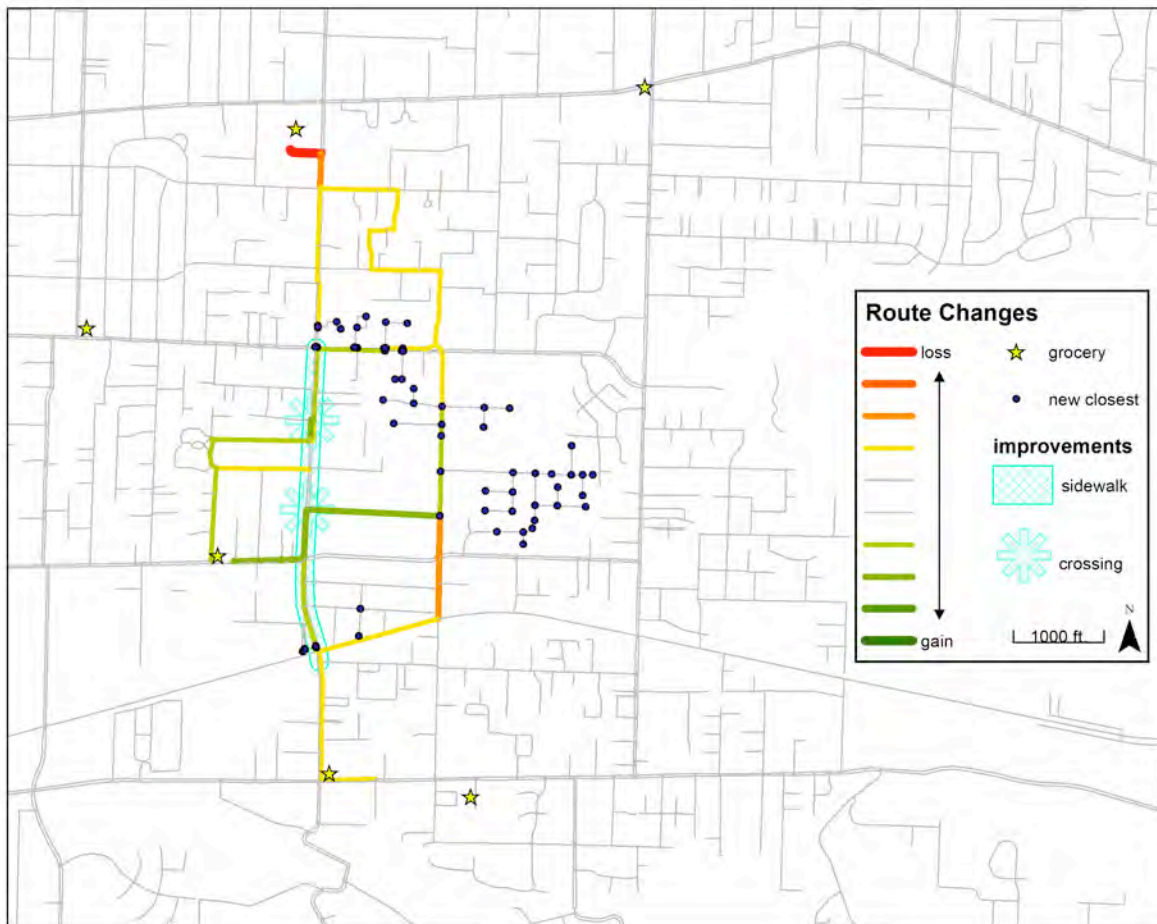 Route Changes
loss
grocery
new closest
improvements
sidewalk
crossing
gain
N
1000 ft.